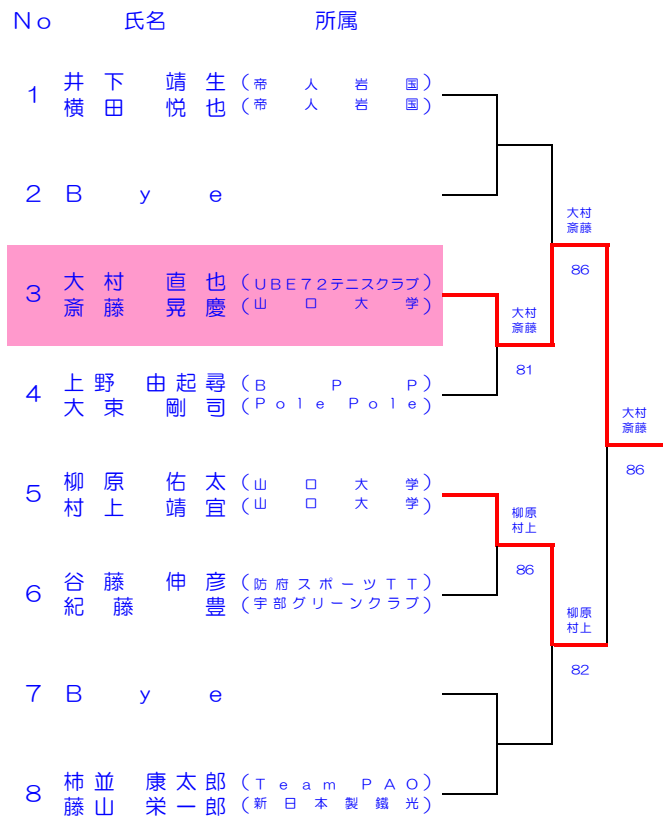 No 氏名 所属
1 井下 靖生 (帝人岩国)
横田 悦也 (帝人岩国)
2 Bye
大村
斎藤
86
3 大村 直也 (UBE72テニスクラブ)
斎藤 晃慶 (山口大学)
大村
斎藤
81
4 上野 由起尋 (BPP)
大束 剛司 (Pole Pole)
大村
斎藤
86
5 柳原 佑太 (山口大学)
村上 靖宜 (山口大学)
柳原
村上
86
6 谷藤 伸彦 (防府スポーツTT)
紀藤 豊 (宇部グリーンクラブ)
柳原
村上
82
7 Bye
8 柿並 康太郎 (Team PAO)
藤山 栄一郎 (新日本製鐵光)